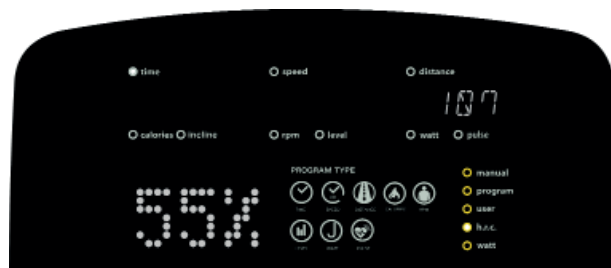 time speed distance
107
calories incline rpm level watt pulse
PROGRAM TYPE
manual
program
user
h.r.c.
watt
55%